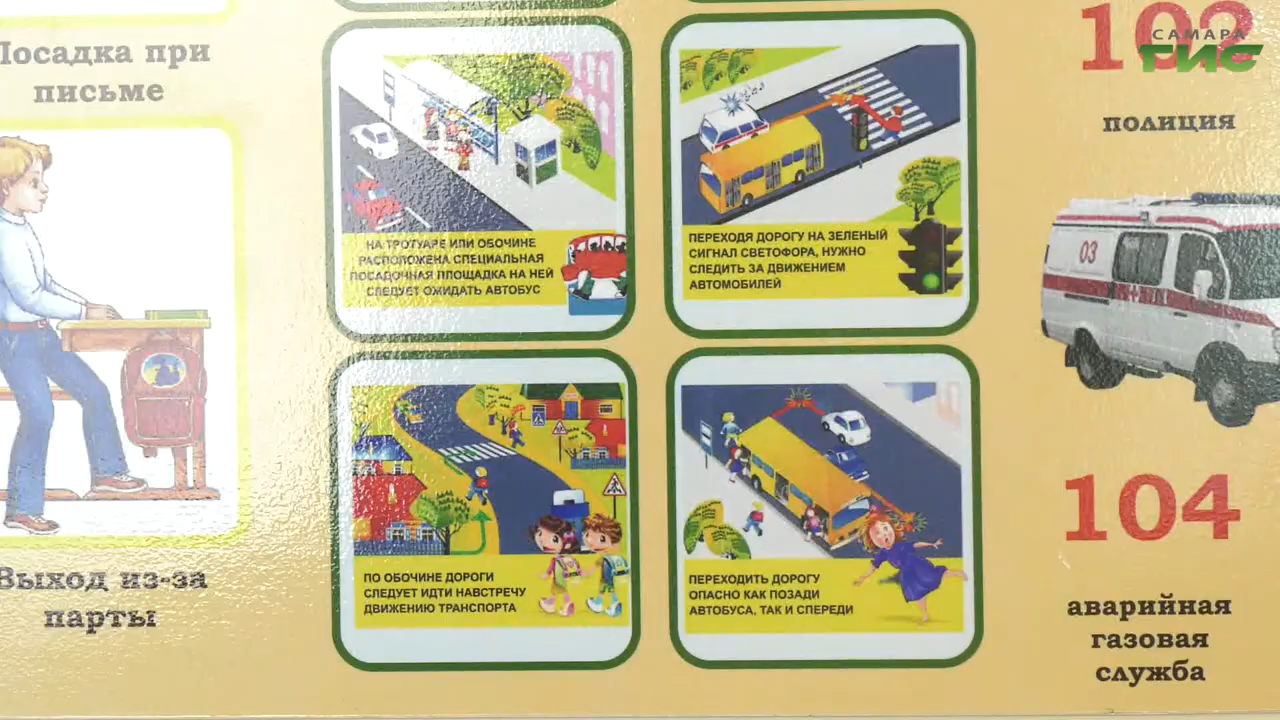 Посадка при
письме
Выход из-за
парты
НА ТРОТУАРЕ ИЛИ ОБОЧИНЕ
РАСПОЛОЖЕНА СПЕЦИАЛЬНАЯ
ПОСАДОЧНАЯ ПЛОЩАДКА НА НЕЙ
СЛЕДУЕТ ОЖИДАТЬ АВТОБУС
ПЕРЕХОДЯ ДОРОГУ НА ЗЕЛЕНЫЙ
СИГНАЛ СВЕТОФОРА, НУЖНО
СЛЕДИТЬ ЗА ДВИЖЕНИЕМ
АВТОМОБИЛЕЙ
ПО ОБОЧИНЕ ДОРОГИ
СЛЕДУЕТ ИДТИ НАВСТРЕЧУ
ДВИЖЕНИЮ ТРАНСПОРТА
ПЕРЕХОДИТЬ ДОРОГУ
ОПАСНО КАК ПОЗАДИ
АВТОБУСА, ТАК И СПЕРЕДИ
102
САМАРА
ГИС
полиция
03
104
аварийная
газовая
служба